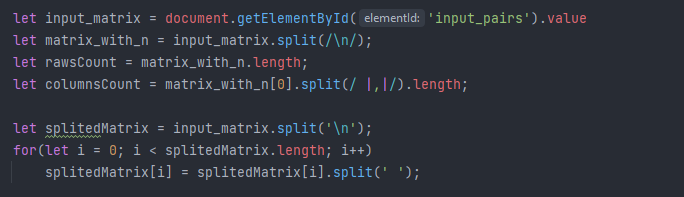 let input_matrix = document.getElementById( elementId: 'input_pairs').value
let matrix_with_n = input_matrix.split(/\n/);
let rawsCount = matrix_with_n.length;
let columnsCount = matrix_with_n[0].split(/ |,|/).length;
let splitedMatrix = input_matrix.split('\n');
for(let i = 0; i < splitedMatrix.length; i++)
splitedMatrix[i] = splitedMatrix[i].split(' ');